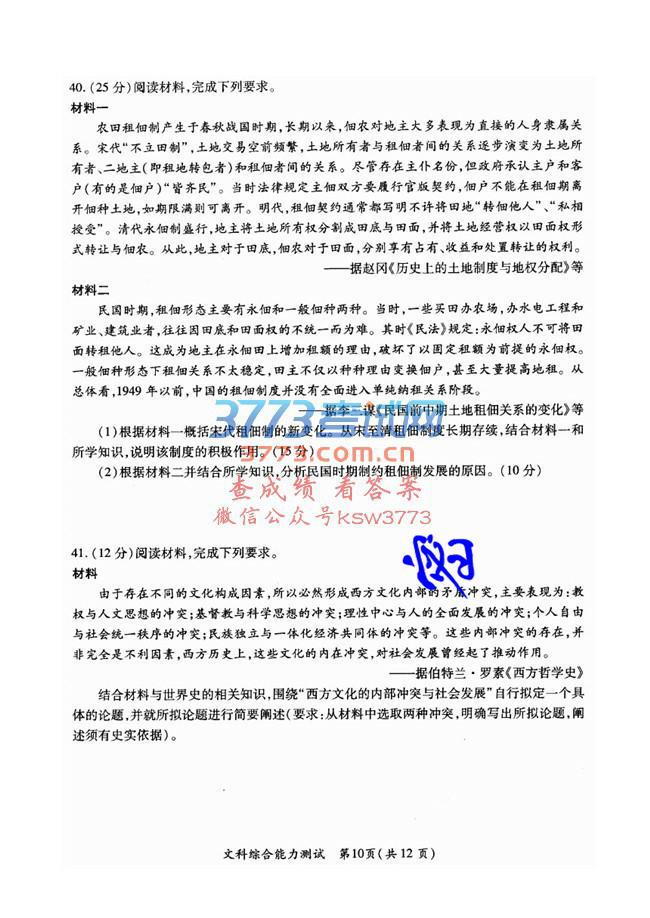 40.(25 分)阅读材料,完成下列要求。
材料一
农田租佃制产生于春秋战国时期,长期以来,佃农对地主大多表现为直接的人身隶属关
系。宋代“不立田制”,土地交易空前频繁,土地所有者与租佃者间的关系逐步演变为土地所
有者、二地主(即租地转包者)和租佃者间的关系。尽管存在主仆名份,但政府承认主户和客
户(有的是佃户)“皆齐民”。当时法律规定主佃双方要履行官版契约,佃户不能在租佃期离
开佃种土地,如期限满则可离开。明代,租佃契约通常都写明不许将田地“转佃他人”、“私相
授受”。清代永佃制盛行,地主将土地所有权分割成田底与田面,并将土地经营权以田面权形
式转让与佃农。从此,地主对于田底,佃农对于田面,分别享有占有、收益和处置转让的权利。
——据赵冈《历史上的土地制度与地权分配》等
材料二
民国时期,租佃形态主要有永佃和一般佃种两种。当时,一些买田办农场,办水电工程和
矿业、建筑业者,往往因田底和田面权的不统一而为难。其时《民法》规定:永佃权人不可将田
面转租他人。这成为地主在永佃田上增加租额的理由,破坏了以固定租额为前提的永佃权。
一般佃种形态下租佃关系不太稳定,田主不仅以种种理由变换佃户,甚至大量提高地租。从
总体看,1949 年以前,中国的租佃制度并没有全面进入单纯纳租关系阶段。
——据李三谋《民国前中期土地租佃关系的变化》等
(1)根据材料一概括宋代租佃制的新变化。从宋至清租佃制度长期存续,结合材料一和
所学知识,说明该制度的积极作用。(15 分)
(2)根据材料二并结合所学知识,分析民国时期制约租佃制发展的原因。(10 分)
3773考试网
www.3773.com.cn
查成绩 看答案
微信公众号ksw3773
41.(12 分)阅读材料,完成下列要求。
材料
由于存在不同的文化构成因素,所以必然形成西方文化内部的矛盾冲突,主要表现为:教
权与人文思想的冲突;基督教与科学思想的冲突;理性中心与人的全面发展的冲突;个人自由
与社会统一秩序的冲突;民族独立与一体化经济共同体的冲突等。这些内部冲突的存在,并
非完全是不利因素,西方历史上,这些文化的内在冲突,对社会发展曾经起了推动作用。
——据伯特兰·罗素《西方哲学史》
结合材料与世界史的相关知识,围绕“西方文化的内部冲突与社会发展”自行拟定一个具
体的论题,并就所拟论题进行简要阐述(要求:从材料中选取两种冲突,明确写出所拟论题,阐
述须有史实依据)。
文科综合能力测试 第10页(共 12 页)